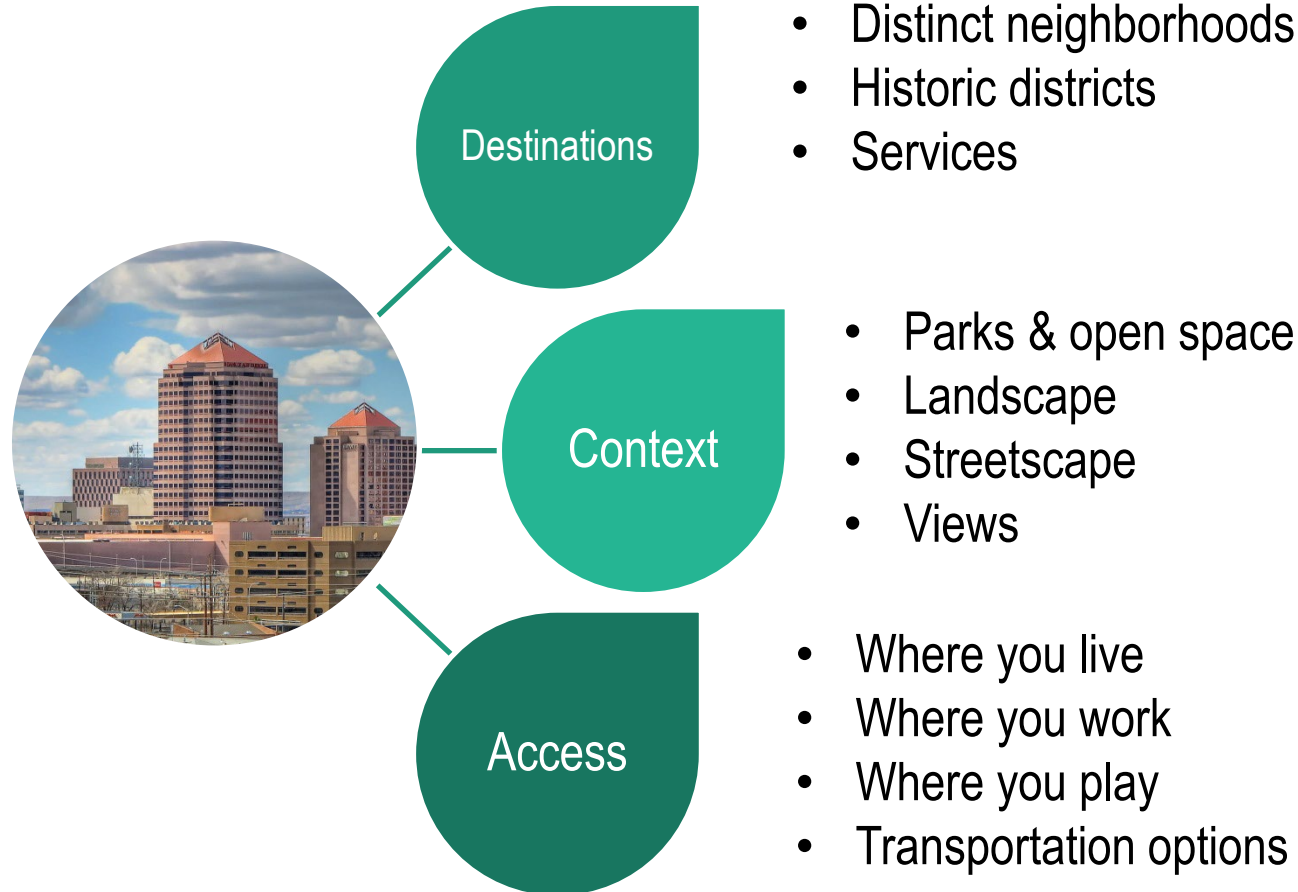 Destinations
• Distinct neighborhoods
• Historic districts
• Services
Context
• Parks & open space
• Landscape
• Streetscape
• Views
Access
• Where you live
• Where you work
• Where you play
• Transportation options